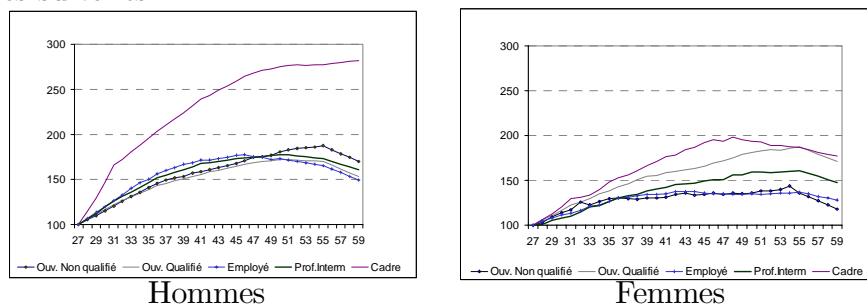 300
250
200
150
100
27 29 31 33 35 37 39 41 43 45 47 49 51 53 55 57 59
Ouv. Non qualifié Ouv. Qualifié Employé Prof.Interm Cadre
Hommes
300
250
200
150
100
27 29 31 33 35 37 39 41 43 45 47 49 51 53 55 57 59
Ouv. Non qualifié Ouv. Qualifié Employé Prof.Interm Cadre
Femmes